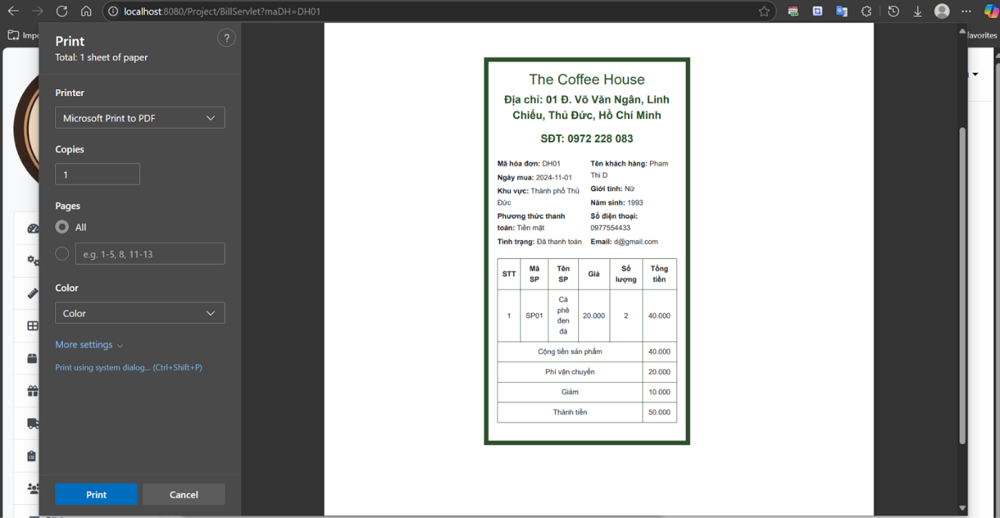 localhost:8080/Project/BillServlet?maDH=DH01
favorites
Print
?
Total: 1 sheet of paper
Printer
Microsoft Print to PDF
Copies
1
Pages
All
e.g. 1-5, 8, 11-13
Color
Color
More settings
Print using system dialog... (Ctrl+Shift+P)
Print
Cancel
The Coffee House
Địa chỉ: 01 Đ. Võ Văn Ngân, Linh
Chiểu, Thủ Đức, Hồ Chí Minh
SĐT: 0972 228 083
Mã hóa đơn: DH01
Ngày mua: 2024-11-01
Khu vực: Thành phố Thủ
Đức
Phương thức thanh
toán: Tiền mặt
Tình trạng: Đã thanh toán
Tên khách hàng: Pham
Thi D
Giới tính: Nữ
Năm sinh: 1993
Số điện thoại:
0977554433
Email: d@gmail.com
STT Mã SP Tên SP Giá Số lượng Tổng tiền
1 SP01 Cà phê đen đá 20.000 2 40.000
Cộng tiền sản phẩm 40.000
Phí vận chuyển 20.000
Giảm 10.000
Thành tiền 50.000